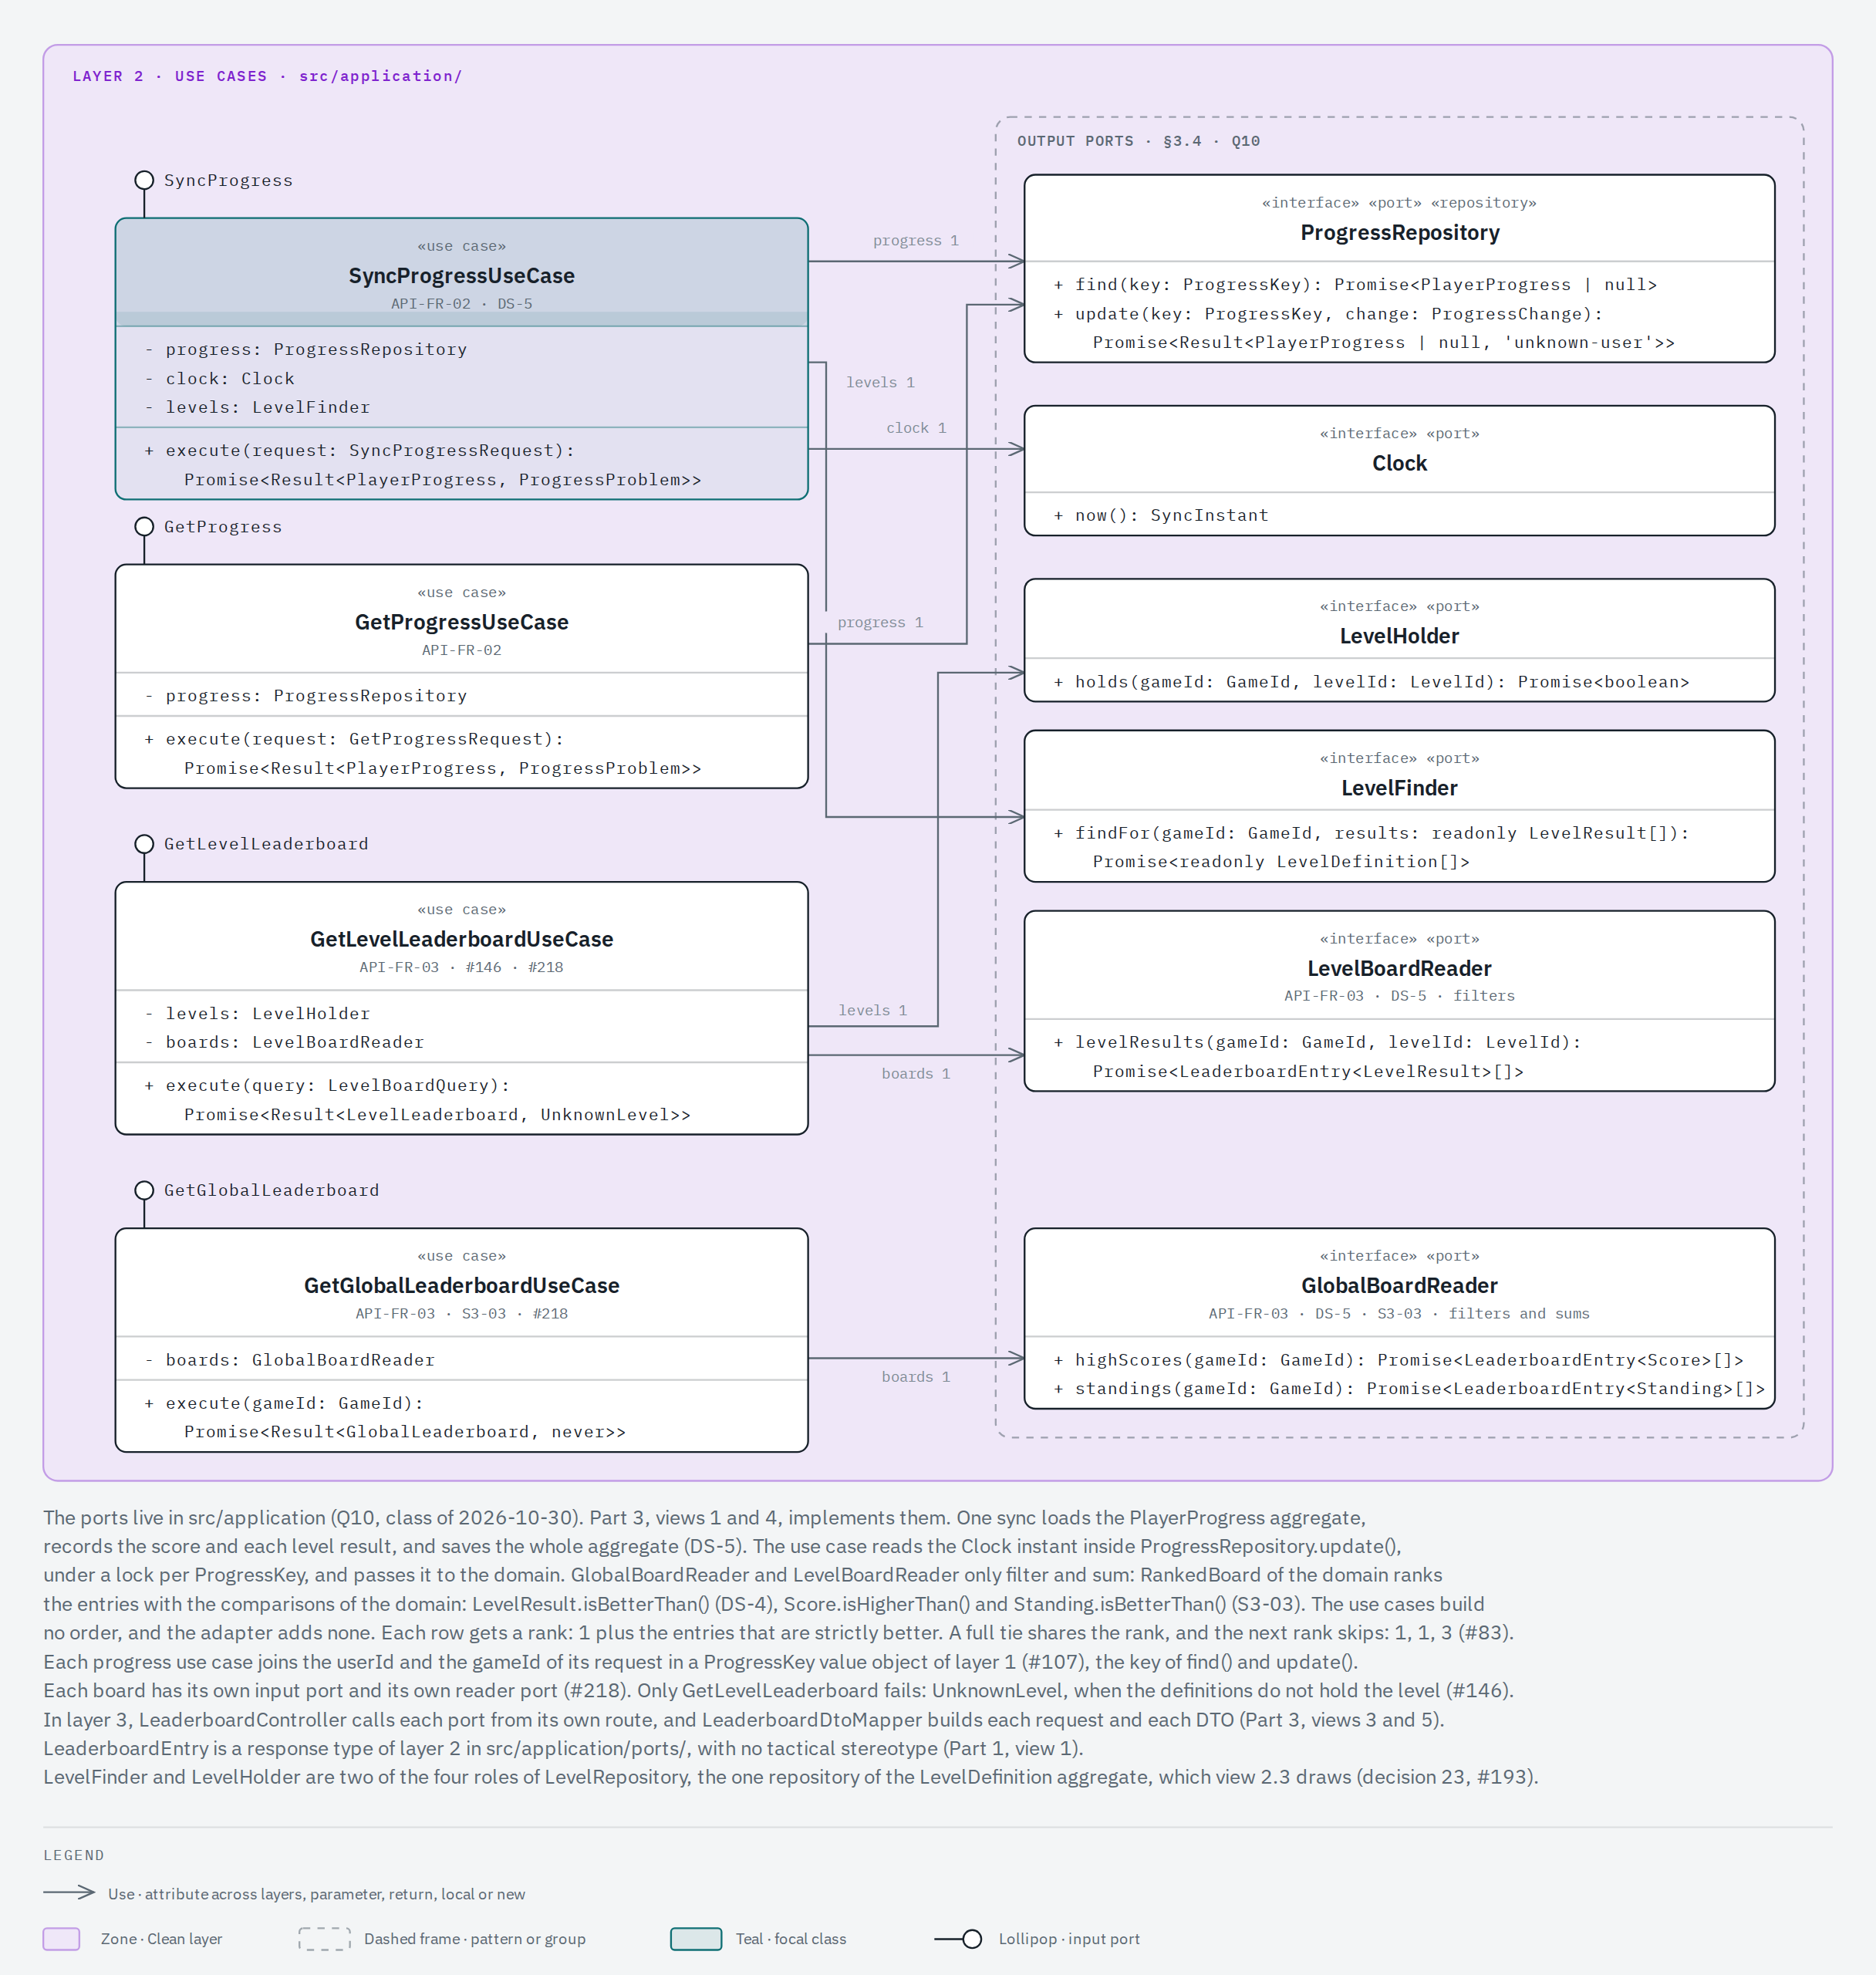 LAYER 2 · USE CASES · src/application/
OUTPUT PORTS · §3.4 · Q10
SyncProgress
«use case»
SyncProgressUseCase
API-FR-02 · DS-5
- progress: ProgressRepository
- clock: Clock
- levels: LevelFinder
+ execute(request: SyncProgressRequest):
Promise<Result<PlayerProgress, ProgressProblem>>
GetProgress
«use case»
GetProgressUseCase
API-FR-02
- progress: ProgressRepository
+ execute(request: GetProgressRequest):
Promise<Result<PlayerProgress, ProgressProblem>>
GetLevelLeaderboard
«use case»
GetLevelLeaderboardUseCase
API-FR-03 · #146 · #218
- levels: LevelHolder
- boards: LevelBoardReader
+ execute(query: LevelBoardQuery):
Promise<Result<LevelLeaderboard, UnknownLevel>>
GetGlobalLeaderboard
«use case»
GetGlobalLeaderboardUseCase
API-FR-03 · S3-03 · #218
- boards: GlobalBoardReader
+ execute(gameId: GameId):
Promise<Result<GlobalLeaderboard, never>>
progress 1
levels 1
clock 1
progress 1
levels 1
boards 1
boards 1
«interface» «port» «repository»
ProgressRepository
+ find(key: ProgressKey): Promise<PlayerProgress | null>
+ update(key: ProgressKey, change: ProgressChange):
Promise<Result<PlayerProgress | null, 'unknown-user'>>
«interface» «port»
Clock
+ now(): SyncInstant
«interface» «port»
LevelHolder
+ holds(gameId: GameId, levelId: LevelId): Promise<boolean>
«interface» «port»
LevelFinder
+ findFor(gameId: GameId, results: readonly LevelResult[]):
Promise<readonly LevelDefinition[]>
«interface» «port»
LevelBoardReader
API-FR-03 · DS-5 · filters
+ levelResults(gameId: GameId, levelId: LevelId):
Promise<LeaderboardEntry<LevelResult>[]>
«interface» «port»
GlobalBoardReader
API-FR-03 · DS-5 · S3-03 · filters and sums
+ highScores(gameId: GameId): Promise<LeaderboardEntry<Score>[]>
+ standings(gameId: GameId): Promise<LeaderboardEntry<Standing>[]>
The ports live in src/application (Q10, class of 2026-10-30). Part 3, views 1 and 4, implements them. One sync loads the PlayerProgress aggregate,
records the score and each level result, and saves the whole aggregate (DS-5). The use case reads the Clock instant inside ProgressRepository.update(),
under a lock per ProgressKey, and passes it to the domain. GlobalBoardReader and LevelBoardReader only filter and sum: RankedBoard of the domain ranks
the entries with the comparisons of the domain: LevelResult.isBetterThan() (DS-4), Score.isHigherThan() and Standing.isBetterThan() (S3-03). The use cases build
no order, and the adapter adds none. Each row gets a rank: 1 plus the entries that are strictly better. A full tie shares the rank, and the next rank skips: 1, 1, 3 (#83).
Each progress use case joins the userId and the gameId of its request in a ProgressKey value object of layer 1 (#107), the key of find() and update().
Each board has its own input port and its own reader port (#218). Only GetLevelLeaderboard fails: UnknownLevel, when the definitions do not hold the level (#146).
In layer 3, LeaderboardController calls each port from its own route, and LeaderboardDtoMapper builds each request and each DTO (Part 3, views 3 and 5).
LeaderboardEntry is a response type of layer 2 in src/application/ports/, with no tactical stereotype (Part 1, view 1).
LevelFinder and LevelHolder are two of the four roles of LevelRepository, the one repository of the LevelDefinition aggregate, which view 2.3 draws (decision 23, #193).
LEGEND
Use · attribute across layers, parameter, return, local or new
Zone · Clean layer
Dashed frame · pattern or group
Teal · focal class
Lollipop · input port